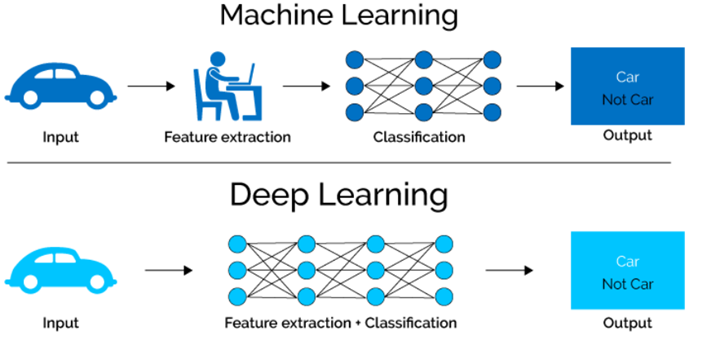 Machine Learning
Car
Not Car
Input
Feature extraction
Classification
Output
Deep Learning
Car
Not Car
Input
Feature extraction + Classification
Output